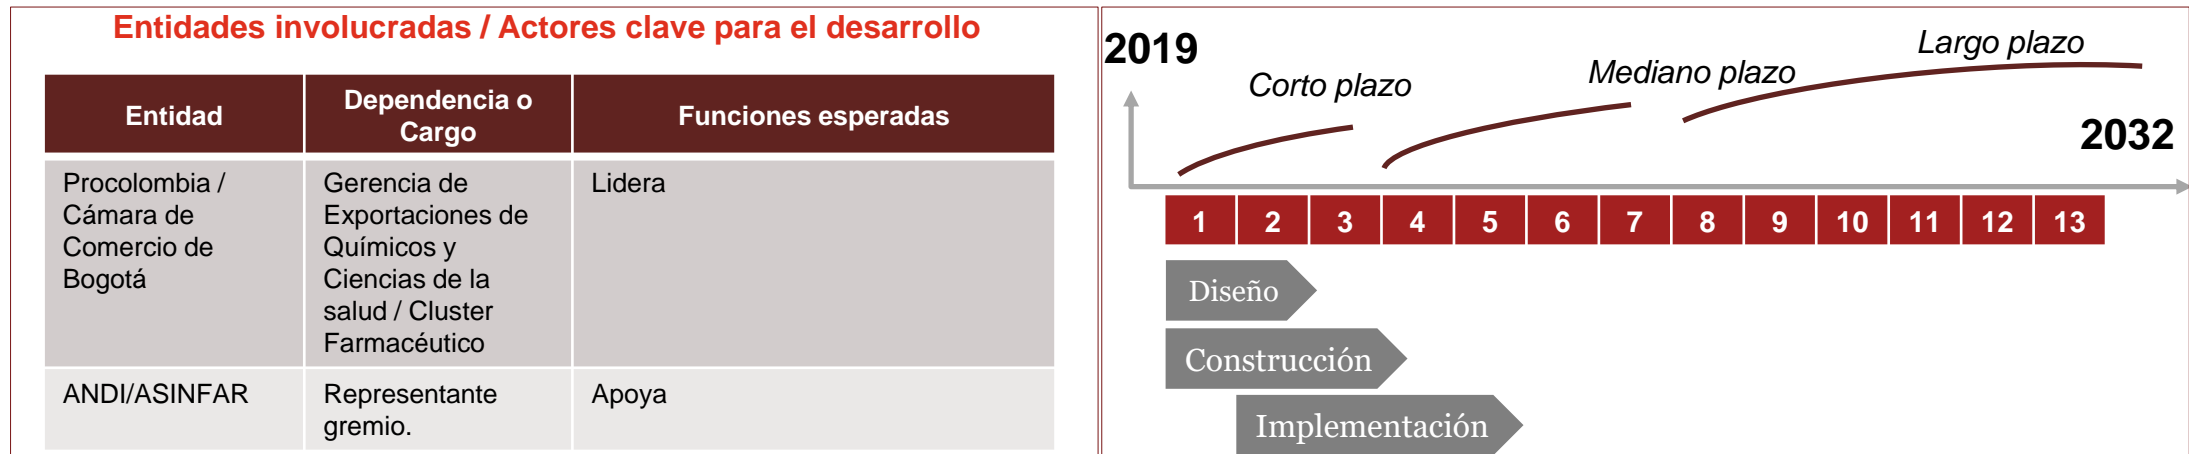 Entidades involucradas / Actores clave para el desarrollo
Entidad
Dependencia o
Cargo
Funciones esperadas
Procolombia /
Cámara de
Comercio de
Bogotá
Gerencia de
Exportaciones de
Químicos y
Ciencias de la
salud / Cluster
Farmacéutico
Lidera
ANDI/ASINFAR
Representante
gremio.
Apoya
2019
Corto plazo
Mediano plazo
Largo plazo
2032
1 2 3 4 5 6 7 8 9 10 11 12 13
Diseño
Construcción
Implementación